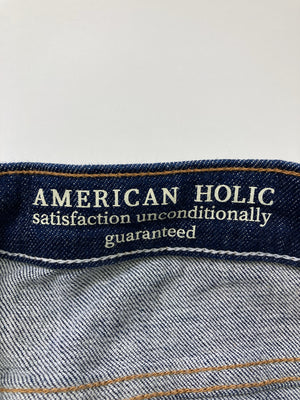 AMERICAN HOLIC
satisfaction unconditionally
guaranteed